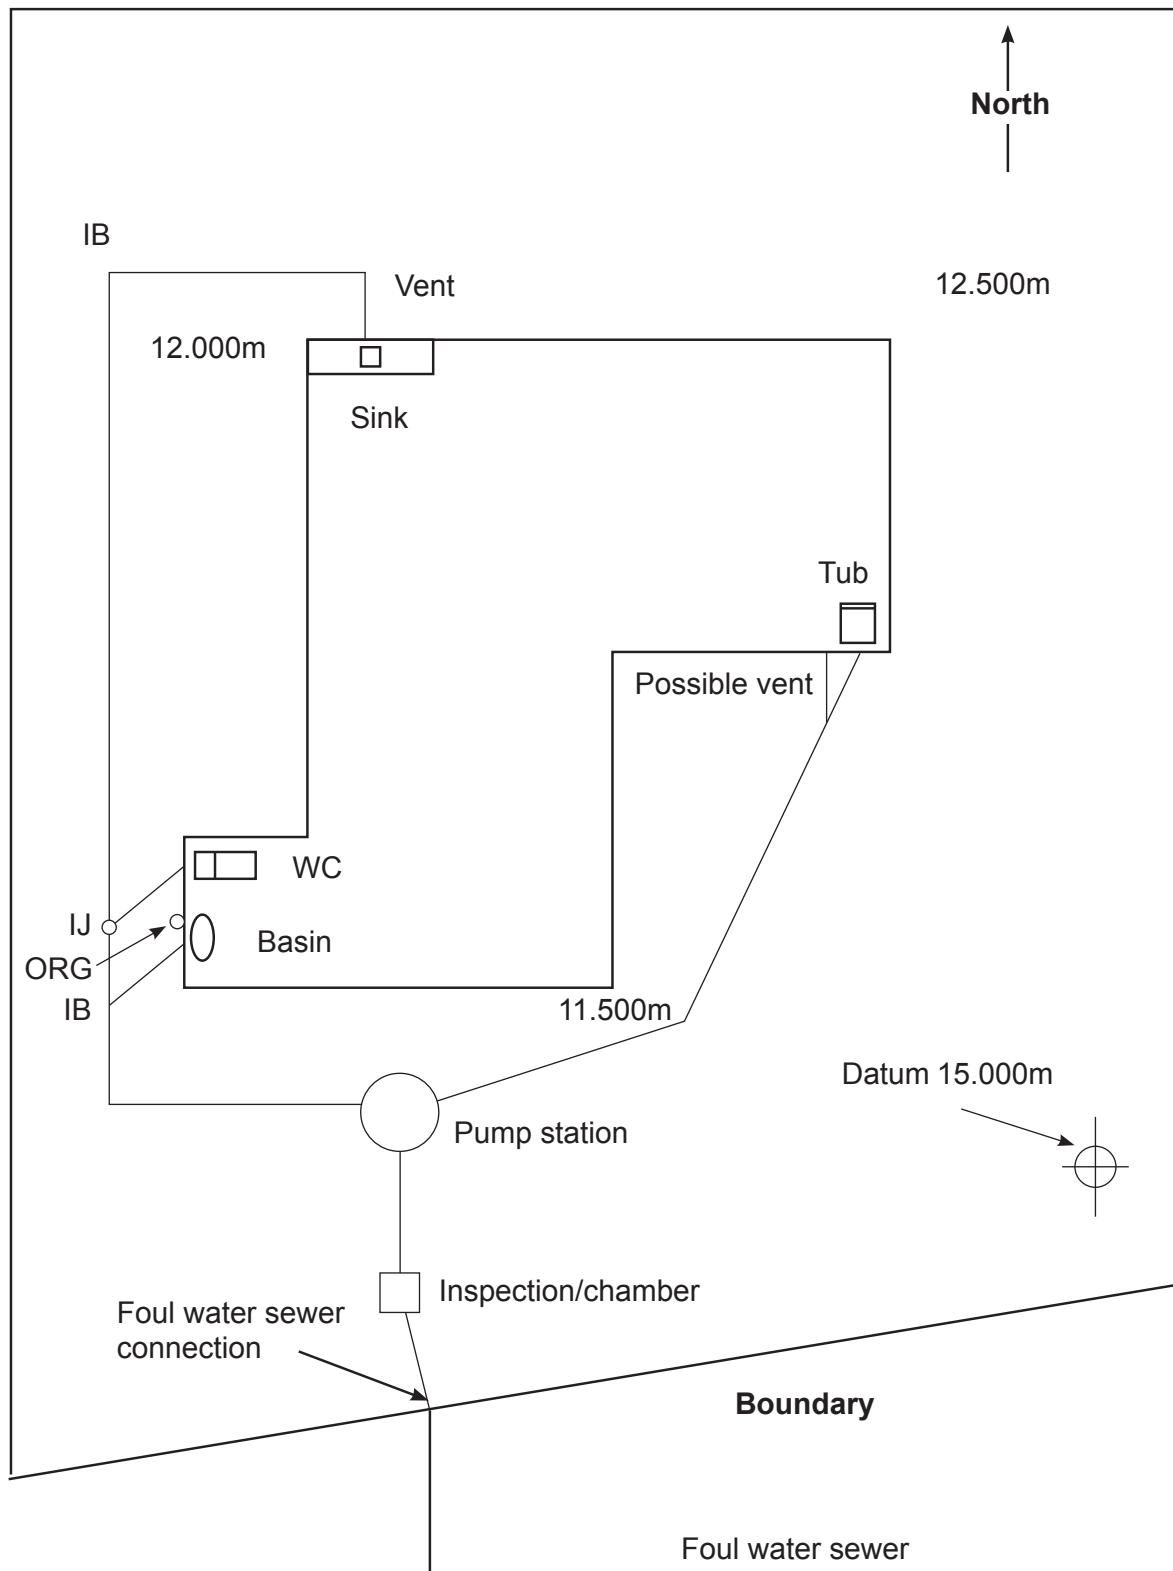 North
IB
Vent
12.500m
12.000m
Sink
Tub
Possible vent
WC
IJ
Basin
ORG
IB
11.500m
Datum 15.000m
Pump station
Inspection/chamber
Foul water sewer
connection
Boundary
Foul water sewer